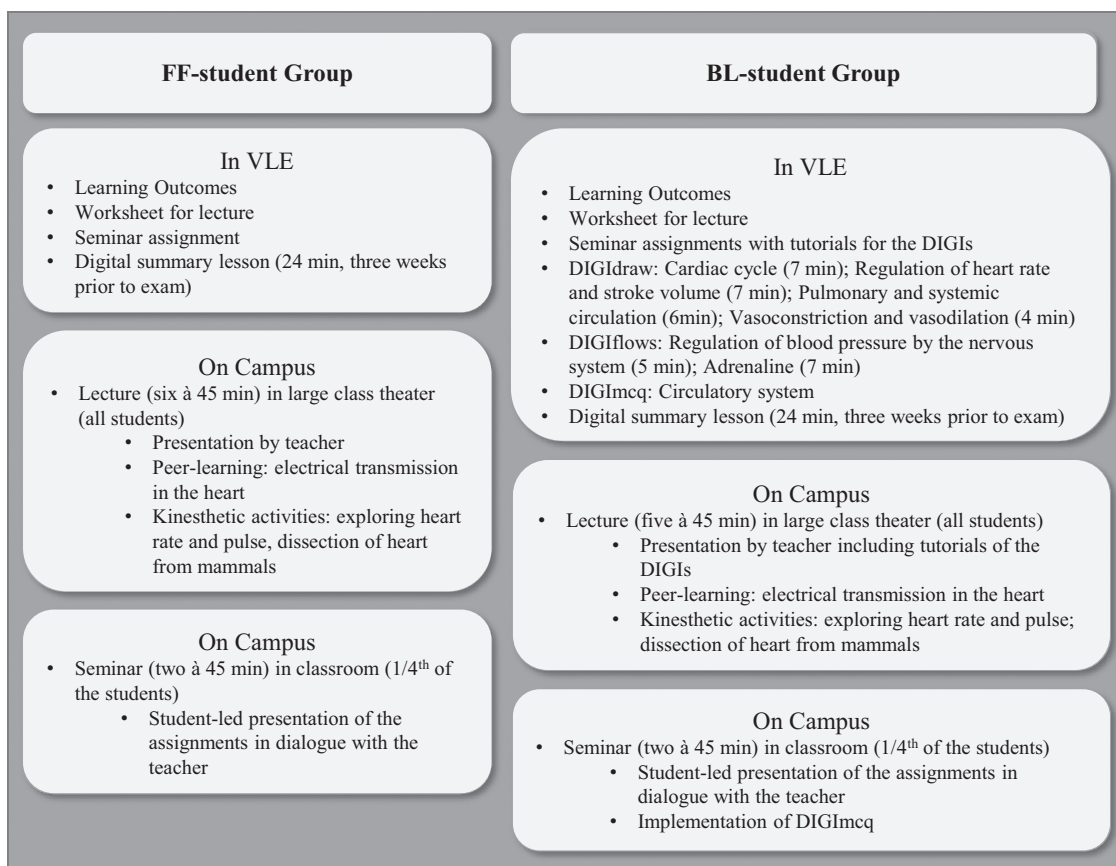 FF-student Group
In VLE
• Learning Outcomes
• Worksheet for lecture
• Seminar assignment
• Digital summary lesson (24 min, three weeks
prior to exam)
On Campus
• Lecture (six à 45 min) in large class theater
(all students)
• Presentation by teacher
• Peer-learning: electrical transmission
in the heart
• Kinesthetic activities: exploring heart
rate and pulse, dissection of heart
from mammals
On Campus
• Seminar (two à 45 min) in classroom (1/4th of
the students)
• Student-led presentation of the
assignments in dialogue with the
teacher
BL-student Group
In VLE
• Learning Outcomes
• Worksheet for lecture
• Seminar assignments with tutorials for the DIGIs
• DIGIdraw: Cardiac cycle (7 min); Regulation of heart rate
and stroke volume (7 min); Pulmonary and systemic
circulation (6min); Vasoconstriction and vasodilation (4 min)
• DIGIflows: Regulation of blood pressure by the nervous
system (5 min); Adrenaline (7 min)
• DIGImcq: Circulatory system
• Digital summary lesson (24 min, three weeks prior to exam)
On Campus
• Lecture (five à 45 min) in large class theater (all students)
• Presentation by teacher including tutorials of the
DIGIs
• Peer-learning: electrical transmission in the heart
• Kinesthetic activities: exploring heart rate and pulse;
dissection of heart from mammals
On Campus
• Seminar (two à 45 min) in classroom (1/4th of the students)
• Student-led presentation of the assignments in
dialogue with the teacher
• Implementation of DIGImcq